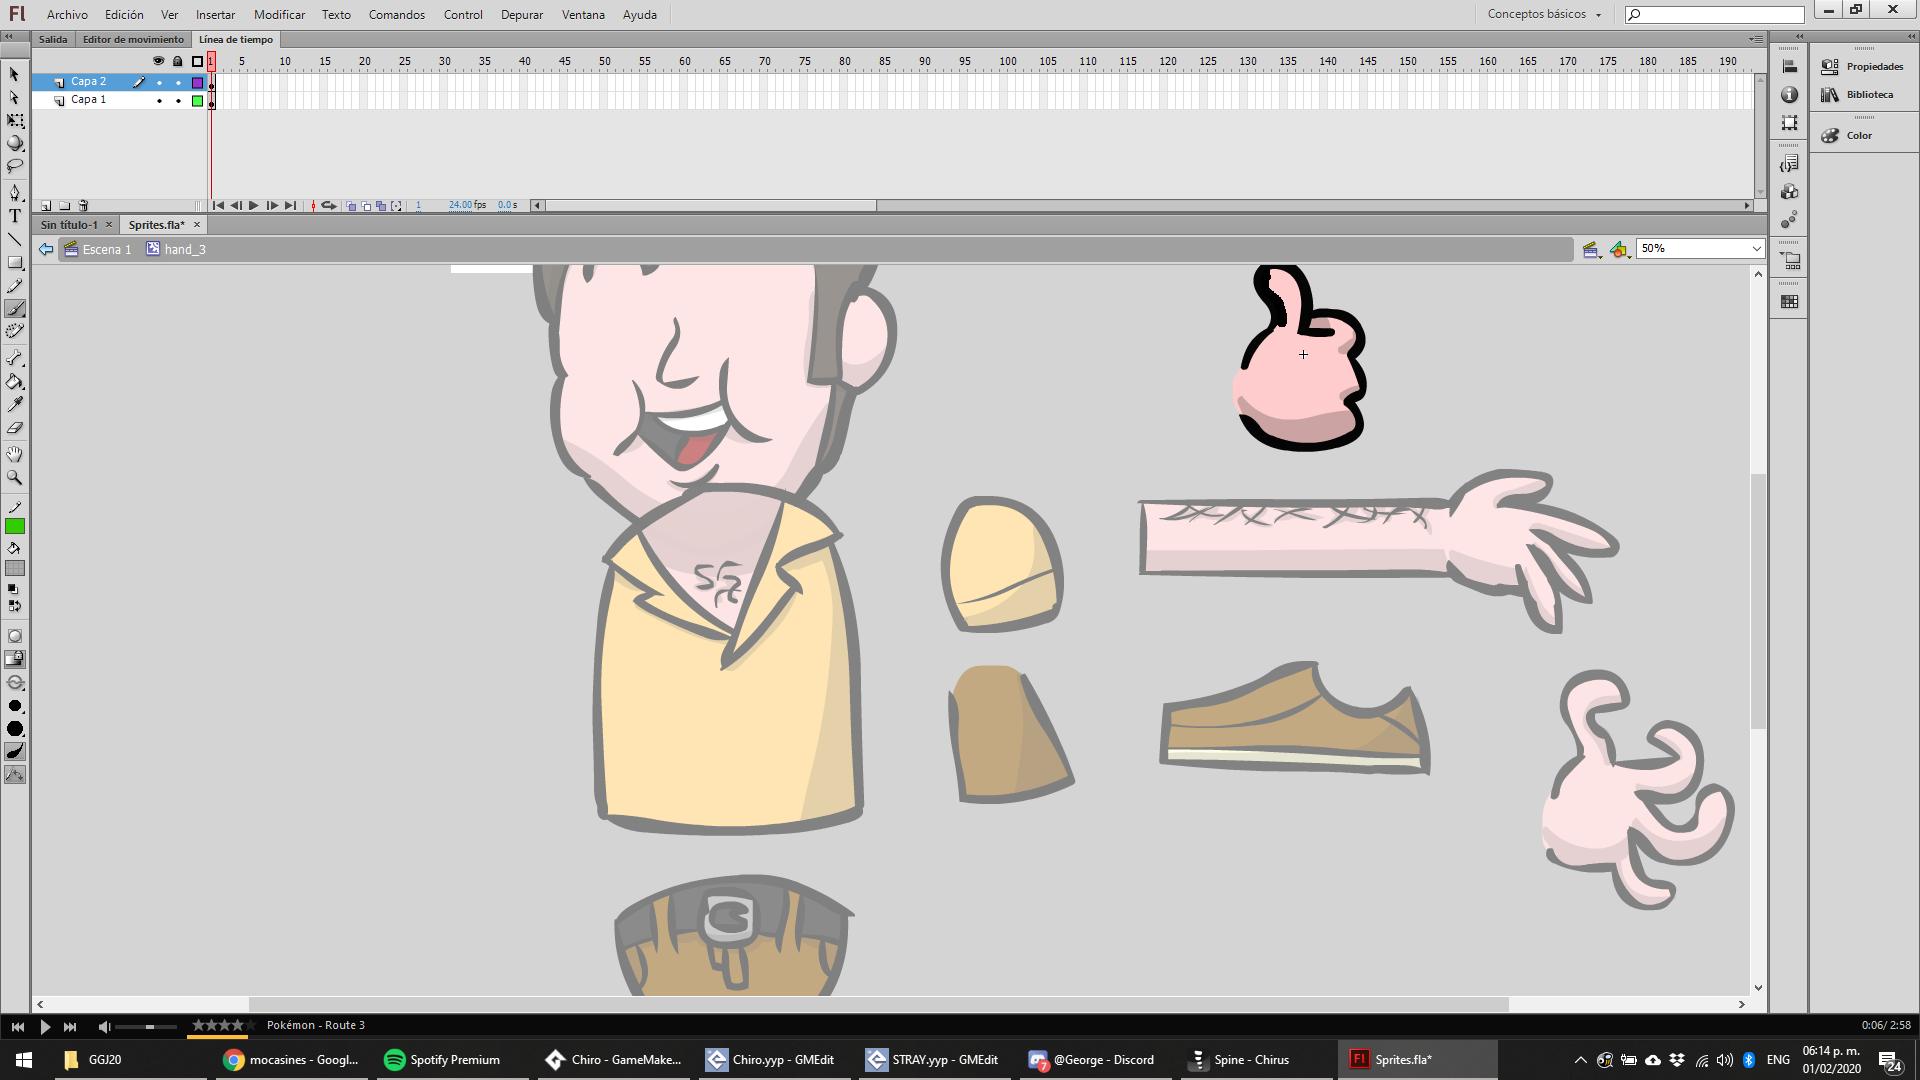 Fl Archivo Edición Ver Insertar Modificar Texto Comandos Control Depurar Ventana Ayuda Conceptos básicos
Salida Editor de movimiento Línea de tiempo
1 5 10 15 20 25 30 35 40 45 50 55 60 65 70 75 80 85 90 95 100 105 110 115 120 125 130 135 140 145 150 155 160 165 170 175 180 185 190
Capa 2
Capa 1
Propiedades
Biblioteca
Color
1 24.00 fps 0.0 s
Sin título-1 Sprites.fla*
Escena 1 hand_3 50%
T
Pokémon - Route 3 0:06/ 2:58
GGJ20 mocasines - Googl... Spotify Premium Chiro - GameMake... Chiro.yyp - GMEdit STRAY.yyp - GMEdit 7 @George - Discord Spine - Chirus Fl Sprites.fla* ENG 06:14 p. m. 24
01/02/2020